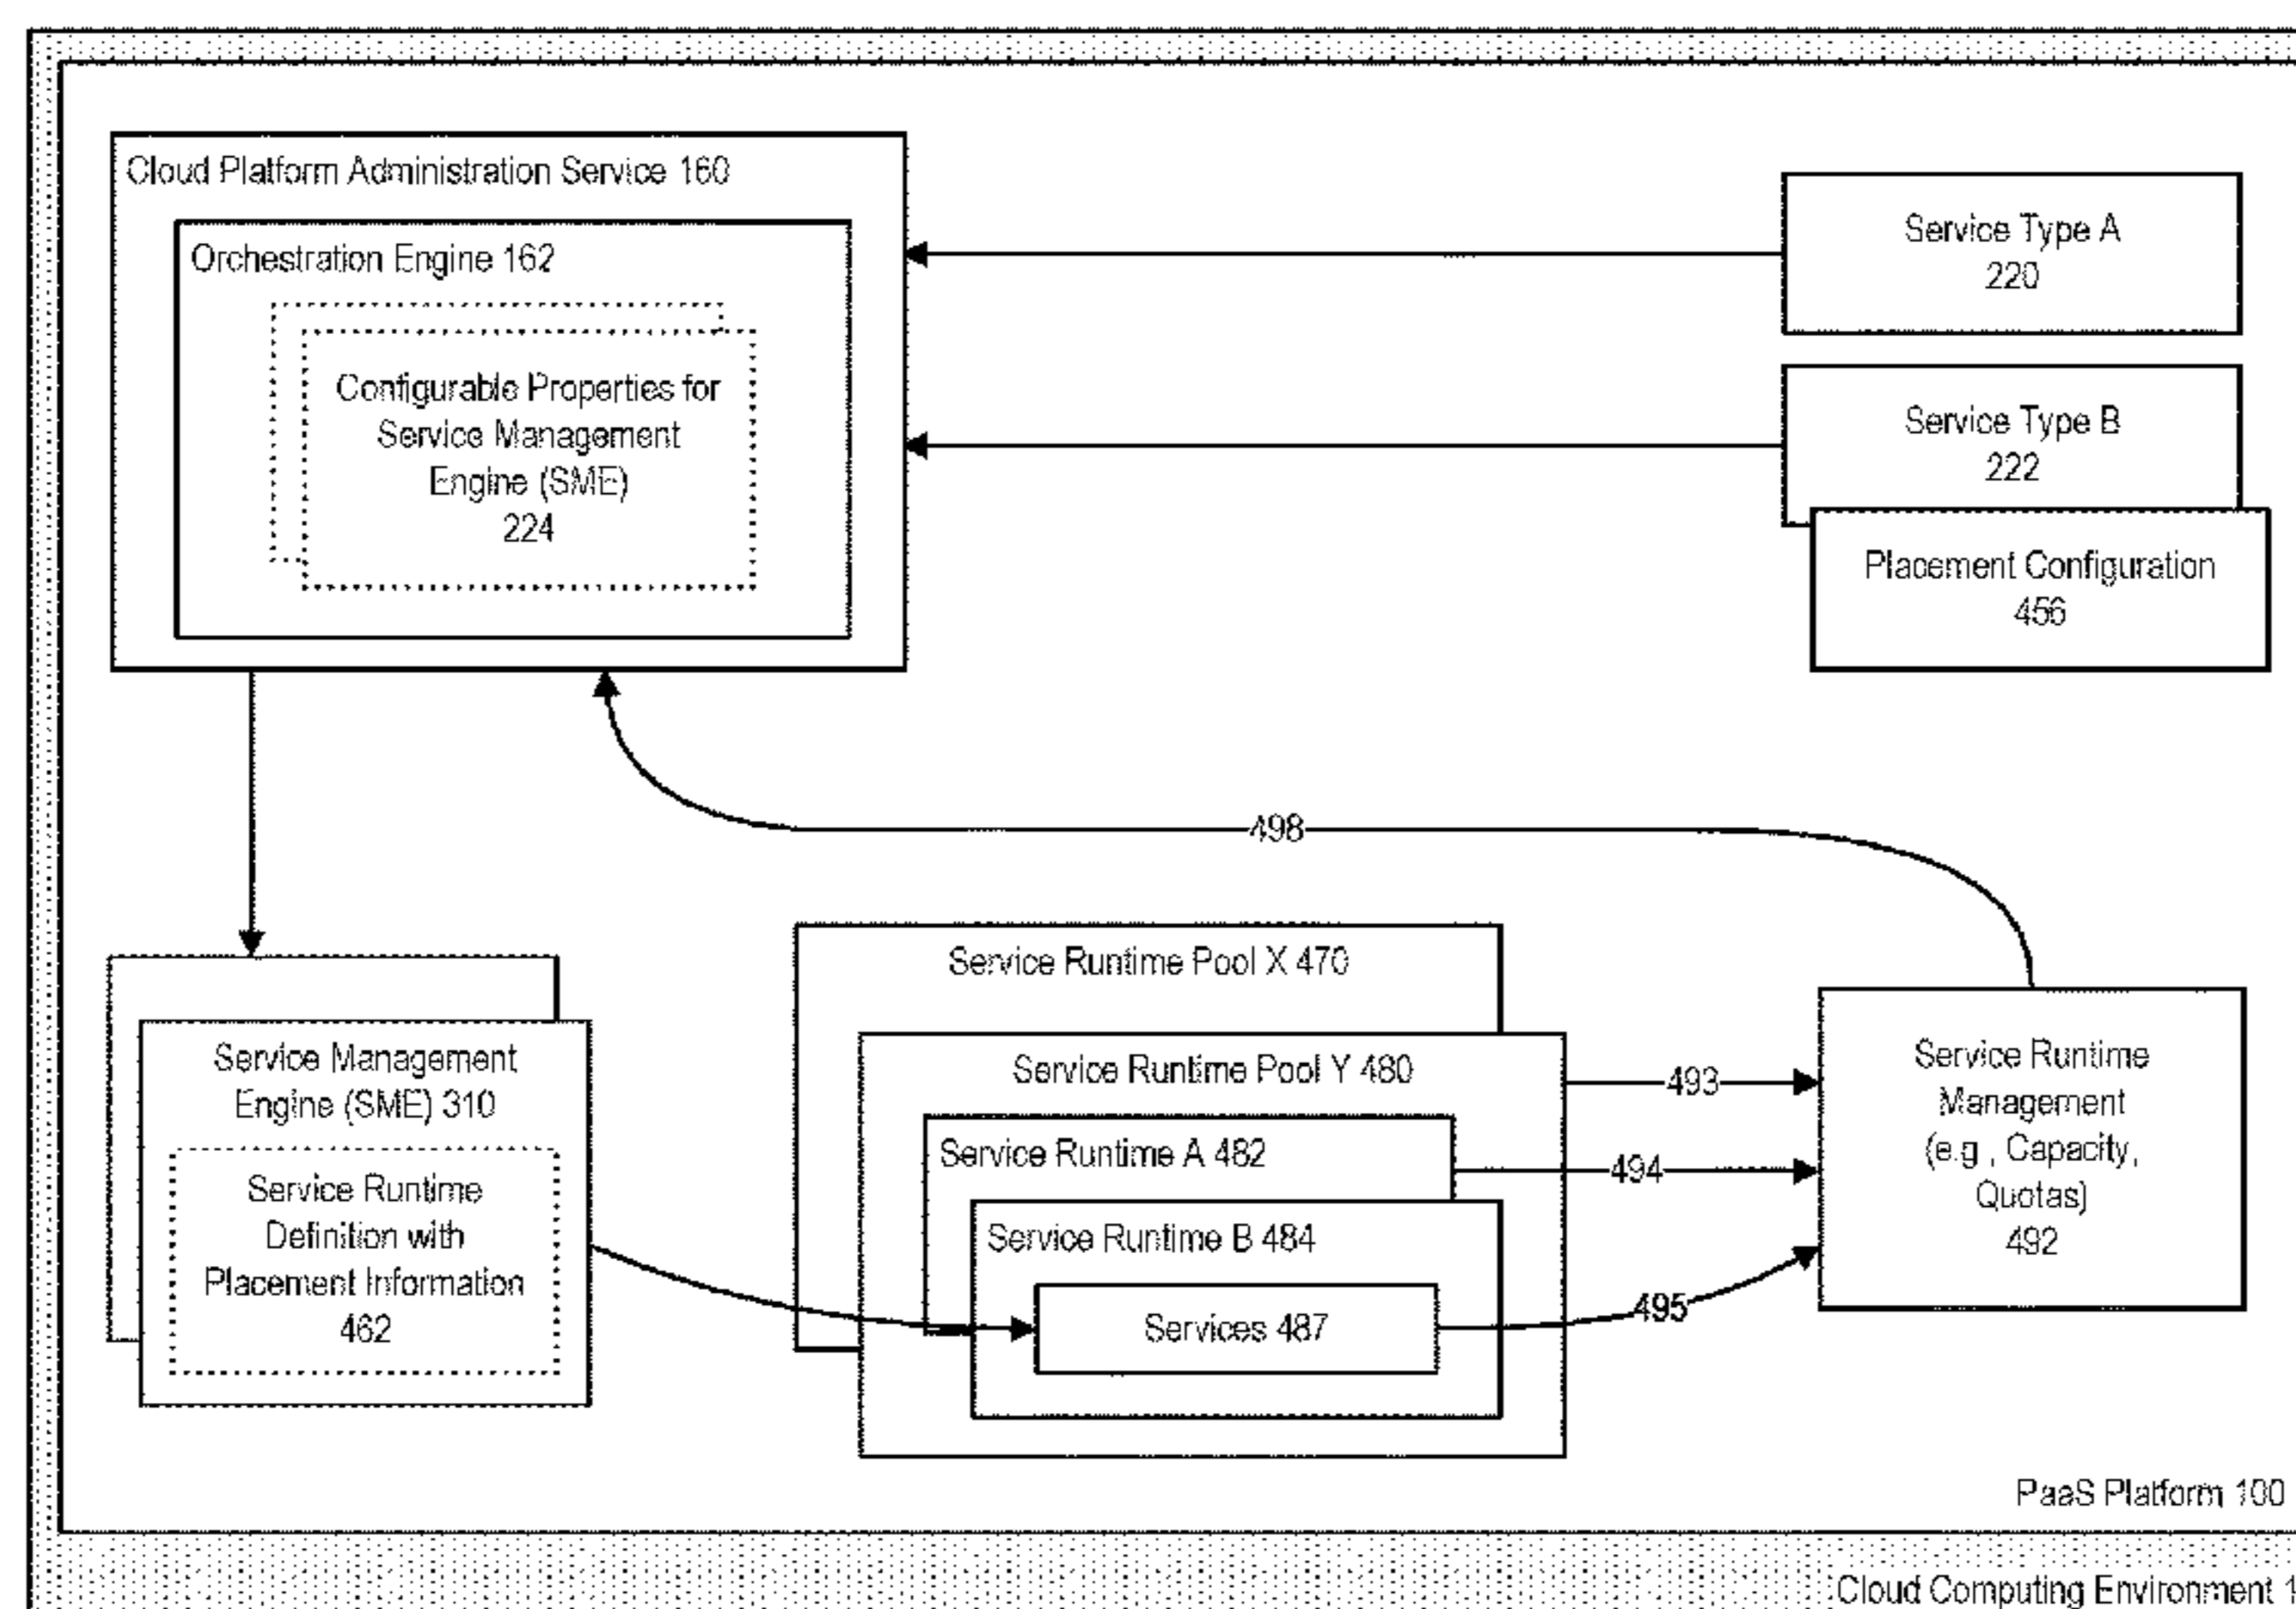 Cloud Platform Administration Service 160
Orchestration Engine 162
Configurable Properties for
Service Management
Engine (SME)
224
Service Type A
220
Service Type B
222
Placement Configuration
456
498
Service Management
Engine (SME) 310
Service Runtime
Definition with
Placement Information
462
Service Runtime Pool X 470
Service Runtime Pool Y 480
Service Runtime A 482
Service Runtime B 484
Services 487
493
494
495
Service Runtime
Management
(e.g., Capacity,
Quotas)
492
PaaS Platform 100
Cloud Computing Environment